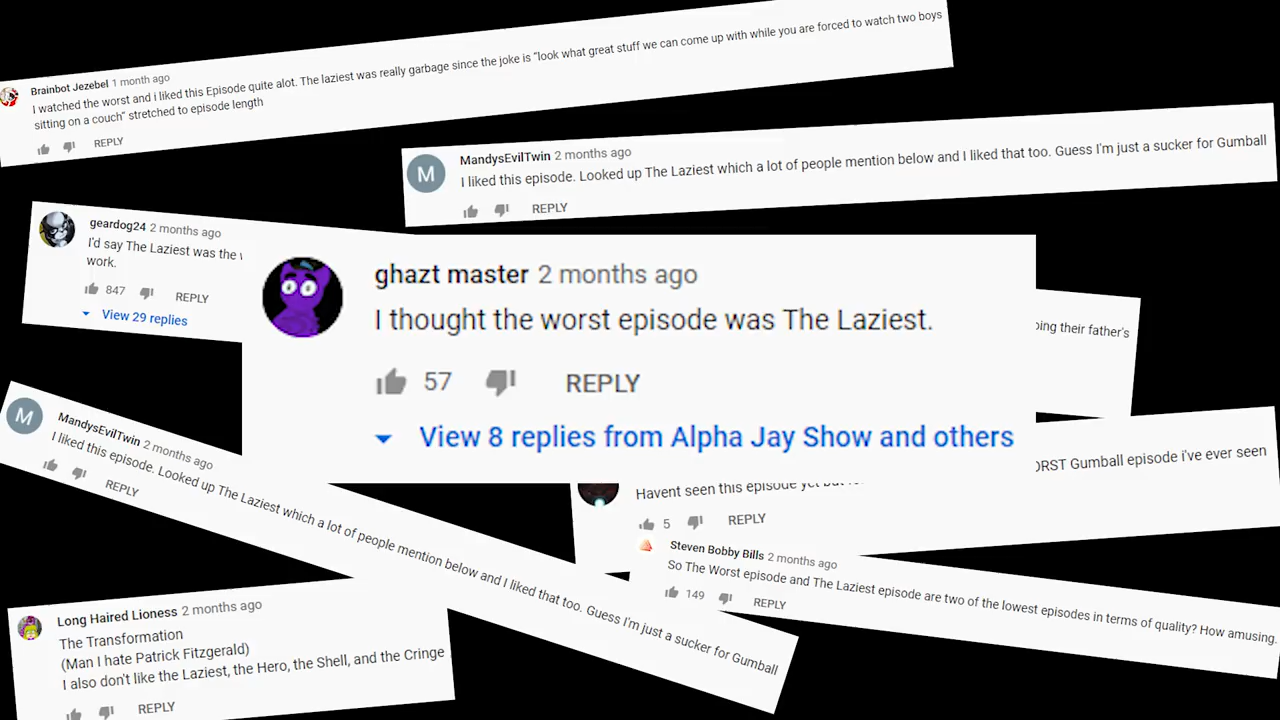 Brainbot Jezebel 1 month ago
I watched the worst and i liked this Episode quite alot. The laziest was really garbage since the joke is “look what great stuff we can come up with while you are forced to watch two boys
sitting on a couch” stretched to episode length
REPLY
MandysEvilTwin 2 months ago
I liked this episode. Looked up The Laziest which a lot of people mention below and I liked that too. Guess I'm just a sucker for Gumball
REPLY
geardog24 2 months ago
I'd say The Laziest was the
work.
847 REPLY
View 29 replies
ghazt master 2 months ago
I thought the worst episode was The Laziest.
57 REPLY
View 8 replies from Alpha Jay Show and others
their father's
MandysEvilTwin 2 months ago
I liked this episode. Looked up The Laziest which a lot of people mention below and I liked that too. Guess I'm just a sucker for Gumball
REPLY
Havent seen this episode yet but Gumball episode i've ever seen
5 REPLY
Steven Bobby Bills 2 months ago
So The Worst episode and The Laziest episode are two of the lowest episodes in terms of quality? How amusing.
149 REPLY
Long Haired Lioness 2 months ago
The Transformation
(Man I hate Patrick Fitzgerald)
I also don't like the Laziest, the Hero, the Shell, and the Cringe
REPLY